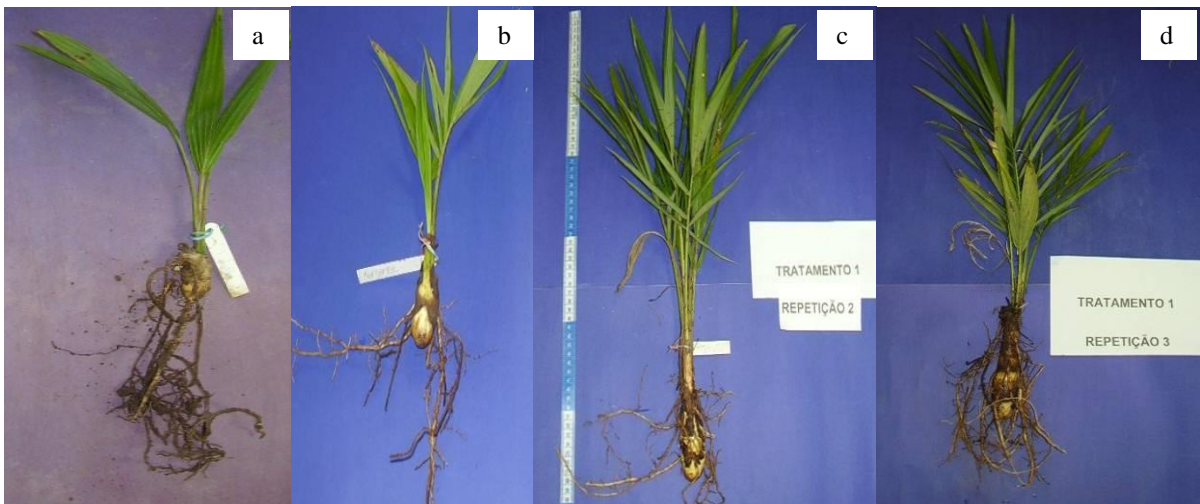 a
b
c
d
TRATAMENTO 1
REPETIÇÃO 2
TRATAMENTO 1
REPETIÇÃO 3